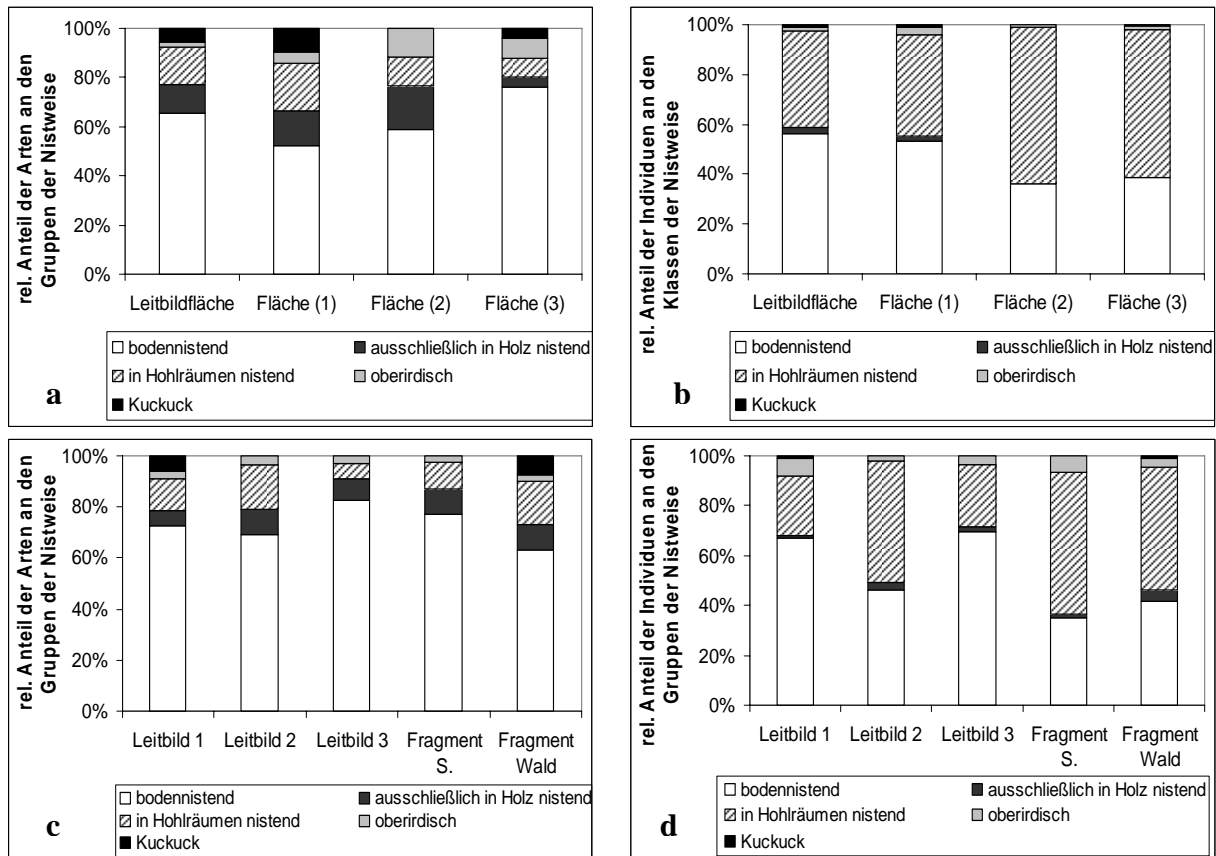 rel. Anteil der Arten an den
Gruppen der Nistweise
100%
80%
60%
40%
20%
0%
Leitbildfläche Fläche (1) Fläche (2) Fläche (3)
bodennistend ausschließlich in Holz nistend
in Hohlräumen nistend oberirdisch
Kuckuck
a
rel. Anteil der Individuen an den
Klassen der Nistweise
100%
80%
60%
40%
20%
0%
Leitbildfläche Fläche (1) Fläche (2) Fläche (3)
bodennistend ausschließlich in Holz nistend
in Hohlräumen nistend oberirdisch
Kuckuck
b
rel. Anteil der Arten an den
Gruppen der Nistweise
100%
80%
60%
40%
20%
0%
Leitbild 1 Leitbild 2 Leitbild 3 Fragment Fragment
S. Wald
bodennistend ausschließlich in Holz nistend
in Hohlräumen nistend oberirdisch
Kuckuck
c
rel. Anteil der Individuen an den
Gruppen der Nistweise
100%
80%
60%
40%
20%
0%
Leitbild 1 Leitbild 2 Leitbild 3 Fragment Fragment
S. Wald
bodennistend ausschließlich in Holz nistend
in Hohlräumen nistend oberirdisch
Kuckuck
d